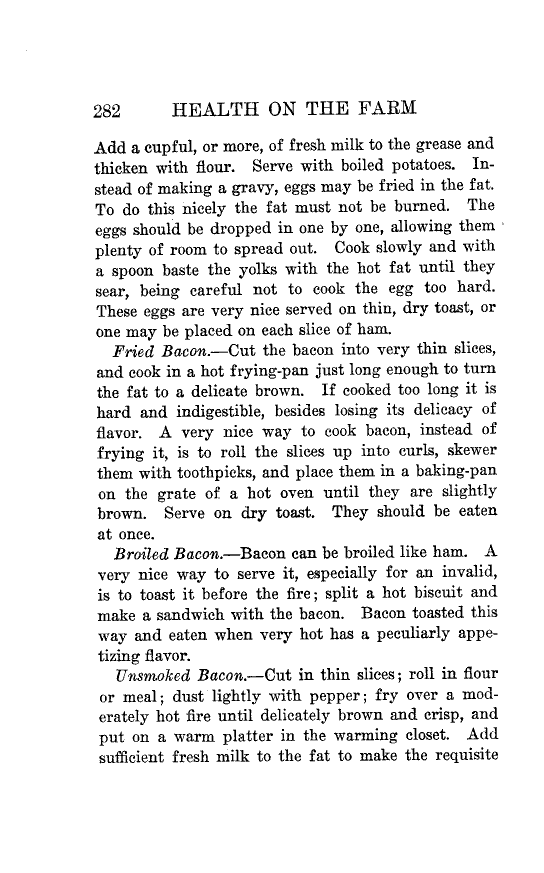 282 HEALTH ON THE FARM
Add a cupful, or more, of fresh milk to the grease and
thicken with flour. Serve with boiled potatoes. In-
stead of making a gravy, eggs may be fried in the fat.
To do this nicely the fat must not be burned. The
eggs should be dropped in one by one, allowing them
plenty of room to spread out. Cook slowly and with
a spoon baste the yolks with the hot fat until they
sear, being careful not to cook the egg too hard.
These eggs are very nice served on thin, dry toast, or
one may be placed on each slice of ham.
Fried Bacon.—Cut the bacon into very thin slices,
and cook in a hot frying-pan just long enough to turn
the fat to a delicate brown. If cooked too long it is
hard and indigestible, besides losing its delicacy of
flavor. A very nice way to cook bacon, instead of
frying it, is to roll the slices up into curls, skewer
them with toothpicks, and place them in a baking-pan
on the grate of a hot oven until they are slightly
brown. Serve on dry toast. They should be eaten
at once.
Broiled Bacon.—Bacon can be broiled like ham. A
very nice way to serve it, especially for an invalid,
is to toast it before the fire; split a hot biscuit and
make a sandwich with the bacon. Bacon toasted this
way and eaten when very hot has a peculiarly appe-
tizing flavor.
Unsmoked Bacon.—Cut in thin slices; roll in flour
or meal; dust lightly with pepper; fry over a mod-
erately hot fire until delicately brown and crisp, and
put on a warm platter in the warming closet. Add
sufficient fresh milk to the fat to make the requisite